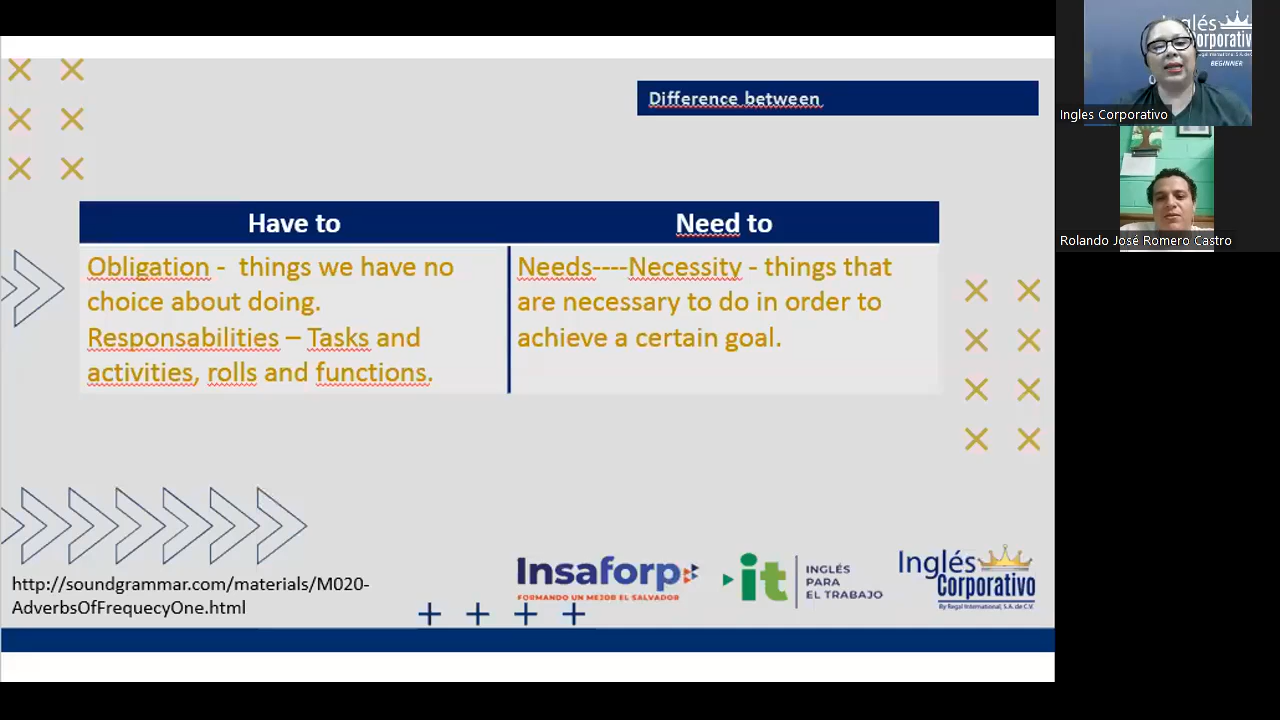 Difference between
Have to
Need to
Obligation - things we have no
choice about doing.
Responsabilities – Tasks and
activities, rolls and functions.
Needs----Necessity - things that
are necessary to do in order to
achieve a certain goal.
http://soundgrammar.com/materials/M020-
AdverbsOfFrequecyOne.html
Insaforp
FORMANDO UN MEJOR EL SALVADOR
it
INGLÉS
PARA
EL TRABAJO
Inglés
Corporativo
By Regal International, S.A. de C.V.
Inglés
Corporativo
BEGINNER
Ingles Corporativo
Rolando José Romero Castro